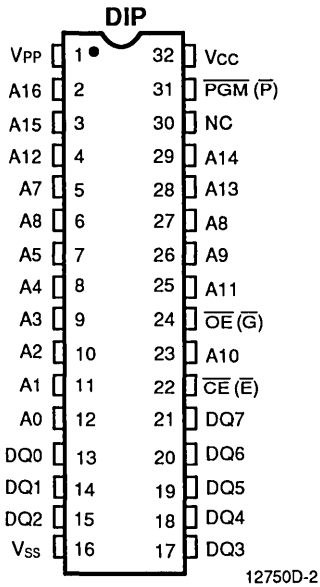 DIP
VPP 1 32 VCC
A16 2 31 PGM (P)
A15 3 30 NC
A12 4 29 A14
A7 5 28 A13
A8 6 27 A8
A5 7 26 A9
A4 8 25 A11
A3 9 24 OE (G)
A2 10 23 A10
A1 11 22 CE (E)
A0 12 21 DQ7
DQ0 13 20 DQ6
DQ1 14 19 DQ5
DQ2 15 18 DQ4
VSS 16 17 DQ3
12750D-2